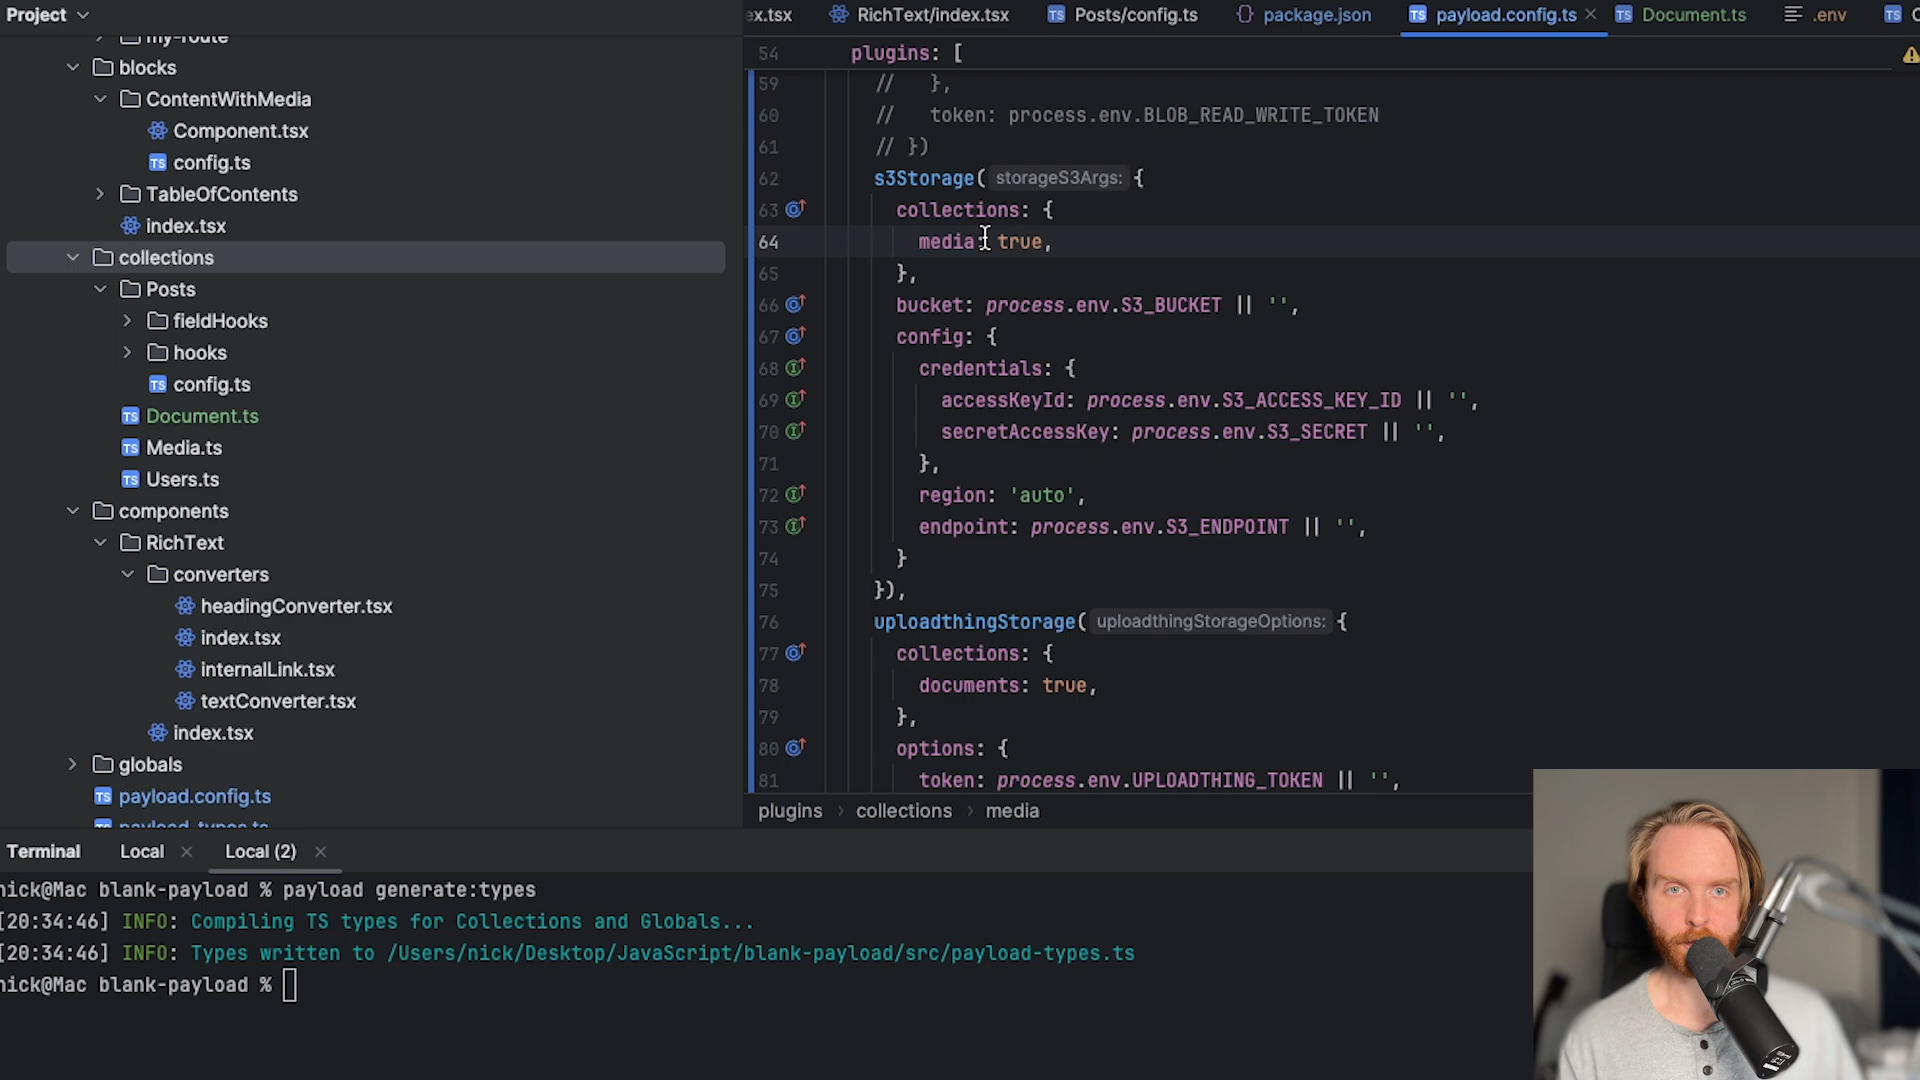 Project
my-route
blocks
ContentWithMedia
Component.tsx
TS config.ts
TableOfContents
index.tsx
collections
Posts
fieldHooks
hooks
TS config.ts
TS Document.ts
TS Media.ts
TS Users.ts
components
RichText
converters
headingConverter.tsx
index.tsx
internalLink.tsx
textConverter.tsx
index.tsx
globals
TS payload.config.ts
payload-types.ts
ex.tsx RichText/index.tsx TS Posts/config.ts {} package.json TS payload.config.ts × TS Document.ts .env TS
54 plugins: [
59 // },
60 // token: process.env.BLOB_READ_WRITE_TOKEN
61 // })
62 s3Storage( storageS3Args: {
63 collections: {
64 media: true,
65 },
66 bucket: process.env.S3_BUCKET || '',
67 config: {
68 credentials: {
69 accessKeyId: process.env.S3_ACCESS_KEY_ID || '',
70 secretAccessKey: process.env.S3_SECRET || '',
71 },
72 region: 'auto',
73 endpoint: process.env.S3_ENDPOINT || '',
74 }
75 }),
76 uploadthingStorage( uploadthingStorageOptions: {
77 collections: {
78 documents: true,
79 },
80 options: {
81 token: process.env.UPLOADTHING_TOKEN || '',
plugins › collections › media
Terminal Local × Local (2) ×
nick@Mac blank-payload % payload generate:types
[20:34:46] INFO: Compiling TS types for Collections and Globals...
[20:34:46] INFO: Types written to /Users/nick/Desktop/JavaScript/blank-payload/src/payload-types.ts
nick@Mac blank-payload %